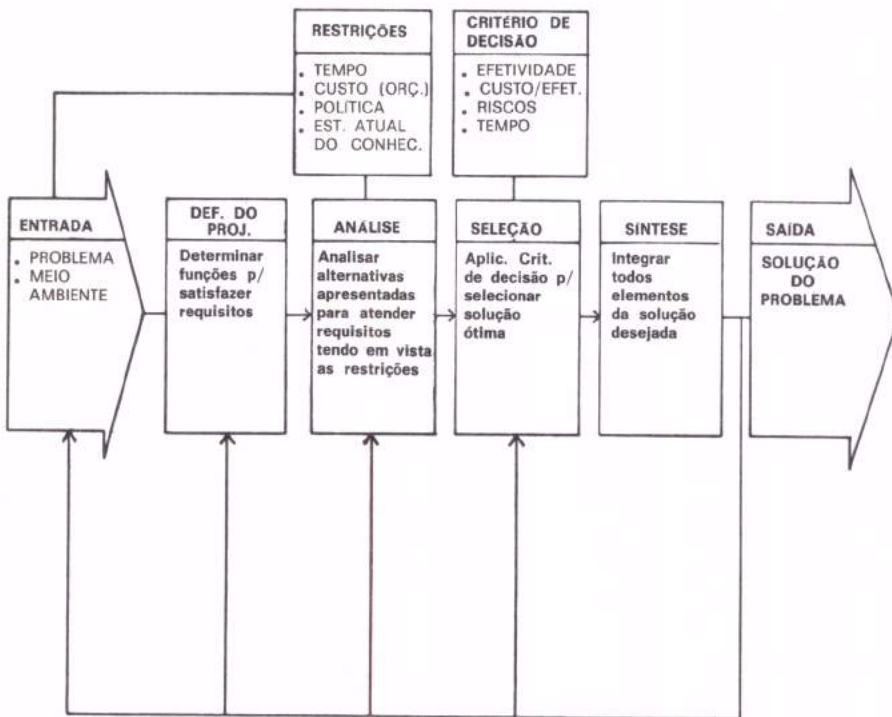 RESTRIÇÕES
. TEMPO
. CUSTO (ORÇ.)
. POLÍTICA
. EST. ATUAL
DO CONHEC.
CRITÉRIO DE
DECISÃO
. EFETIVIDADE
. CUSTO/EFET.
. RISCOS
. TEMPO
ENTRADA
. PROBLEMA
. MEIO
AMBIENTE
DEF. DO
PROJ.
Determinar
funções p/
satisfazer
requisitos
ANÁLISE
Analisar
alternativas
apresentadas
para atender
requisitos
tendo em vista
as restrições
SELEÇÃO
Aplic. Crit.
de decisão p/
selecionar
solução
ótima
SÍNTESE
Integrar
todos
elementos
da solução
desejada
SAÍDA
SOLUÇÃO
DO
PROBLEMA